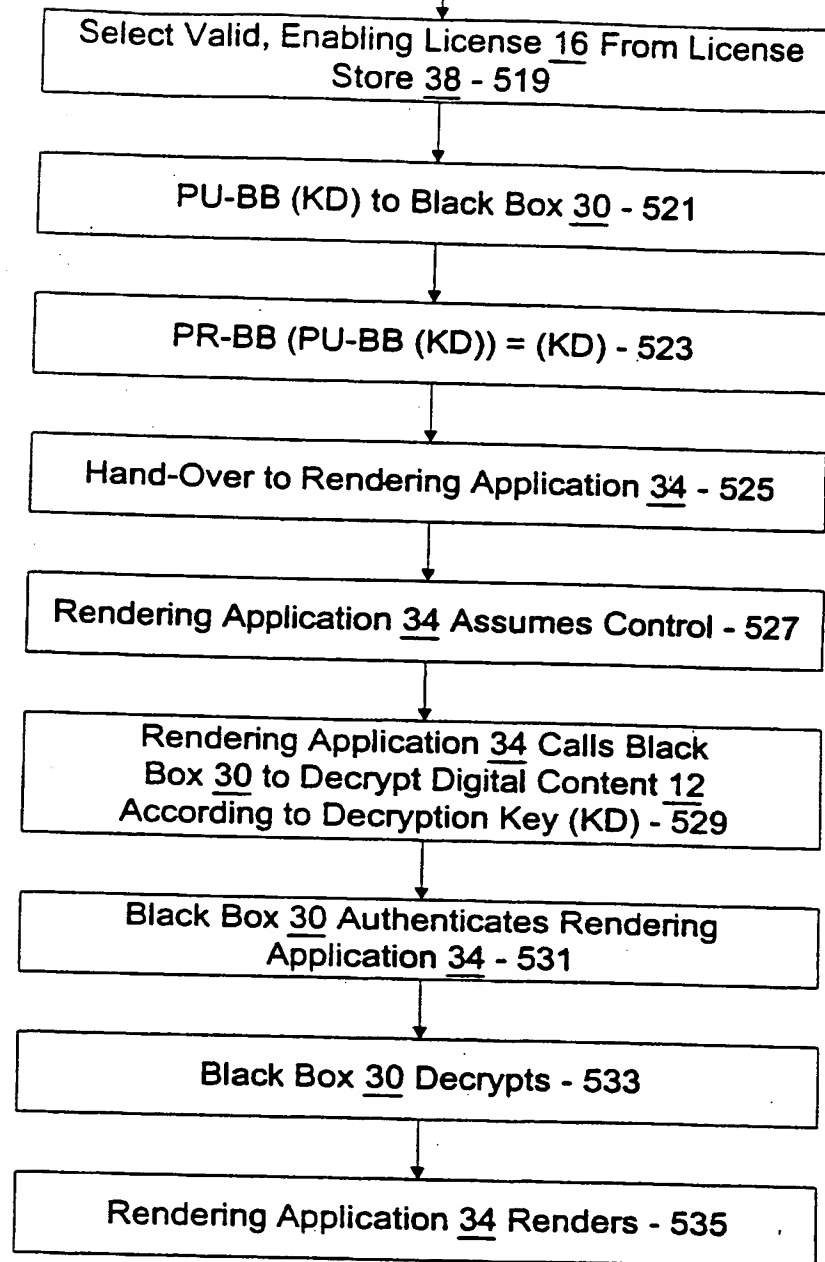 Select Valid, Enabling License 16 From License
Store 38 - 519
PU-BB (KD) to Black Box 30 - 521
PR-BB (PU-BB (KD)) = (KD) - 523
Hand-Over to Rendering Application 34 - 525
Rendering Application 34 Assumes Control - 527
Rendering Application 34 Calls Black
Box 30 to Decrypt Digital Content 12
According to Decryption Key (KD) - 529
Black Box 30 Authenticates Rendering
Application 34 - 531
Black Box 30 Decrypts - 533
Rendering Application 34 Renders - 535